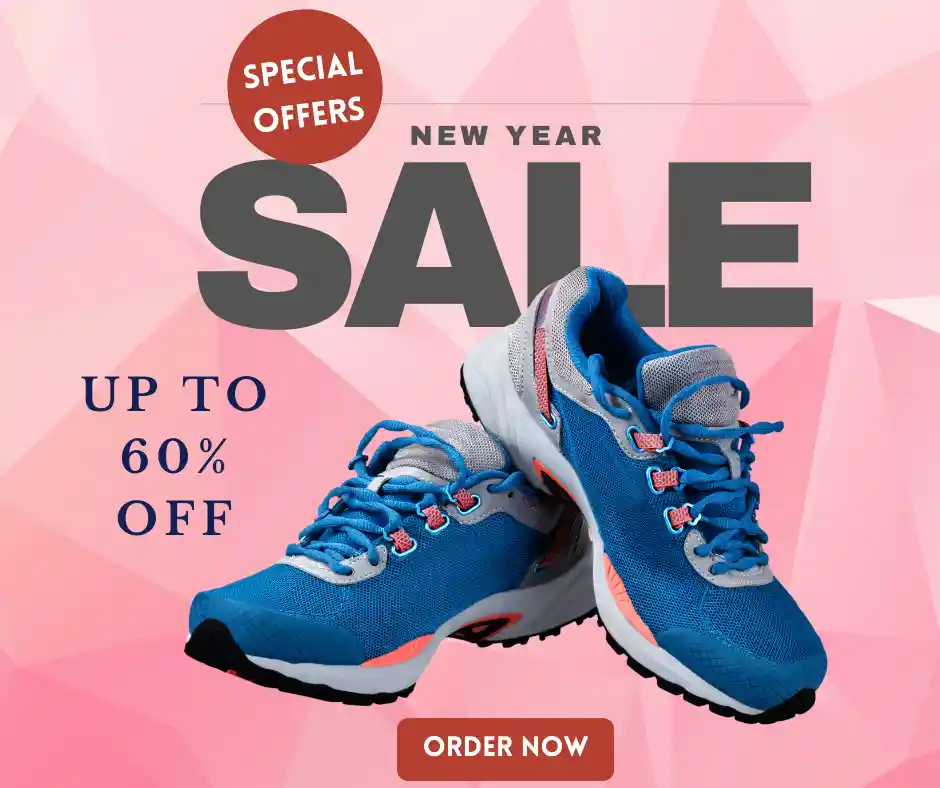 SPECIAL
OFFERS
NEW YEAR
SALE
UP TO
60%
OFF
ORDER NOW